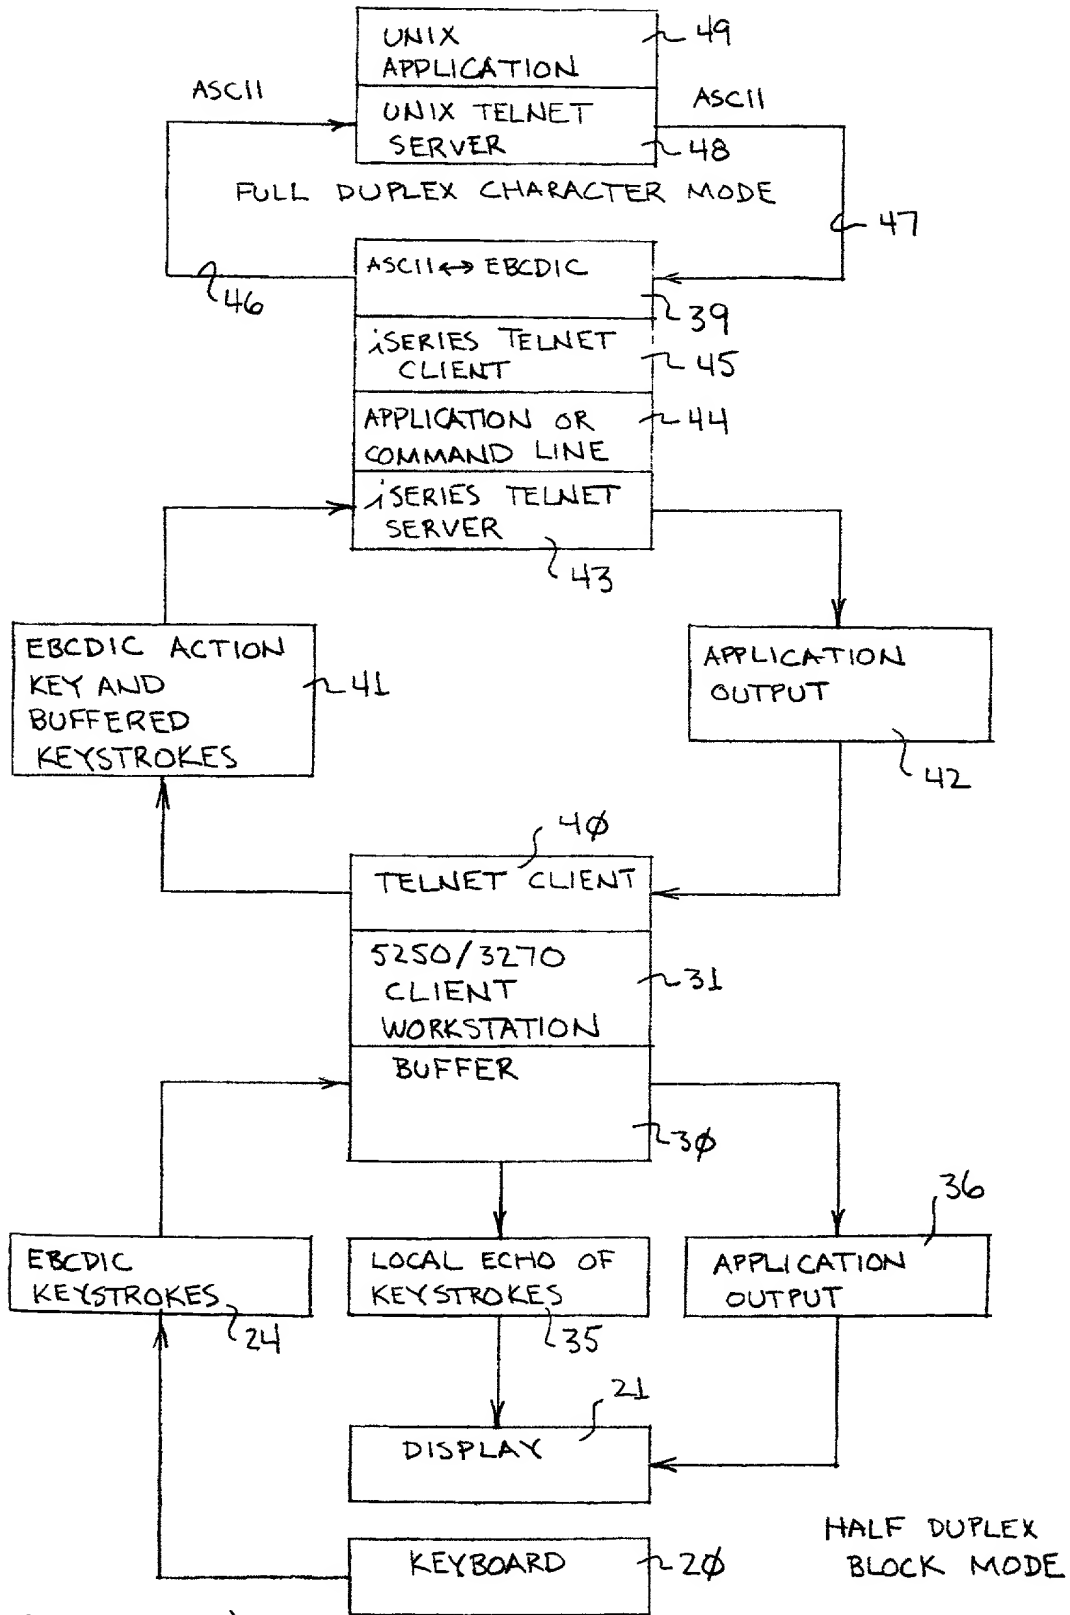 UNIX
APPLICATION
49
ASCII
UNIX TELNET
SERVER
48
ASCII
FULL DUPLEX CHARACTER MODE
47
ASCII ↔ EBCDIC
46
39
iSERIES TELNET
CLIENT
45
APPLICATION OR
COMMAND LINE
44
iSERIES TELNET
SERVER
43
EBCDIC ACTION
KEY AND
BUFFERED
KEYSTROKES
41
APPLICATION
OUTPUT
42
4Ø
TELNET CLIENT
5250/3270
CLIENT
WORKSTATION
31
BUFFER
3Ø
36
EBCDIC
KEYSTROKES
24
LOCAL ECHO OF
KEYSTROKES
35
APPLICATION
OUTPUT
21
DISPLAY
KEYBOARD
2Ø
HALF DUPLEX
BLOCK MODE